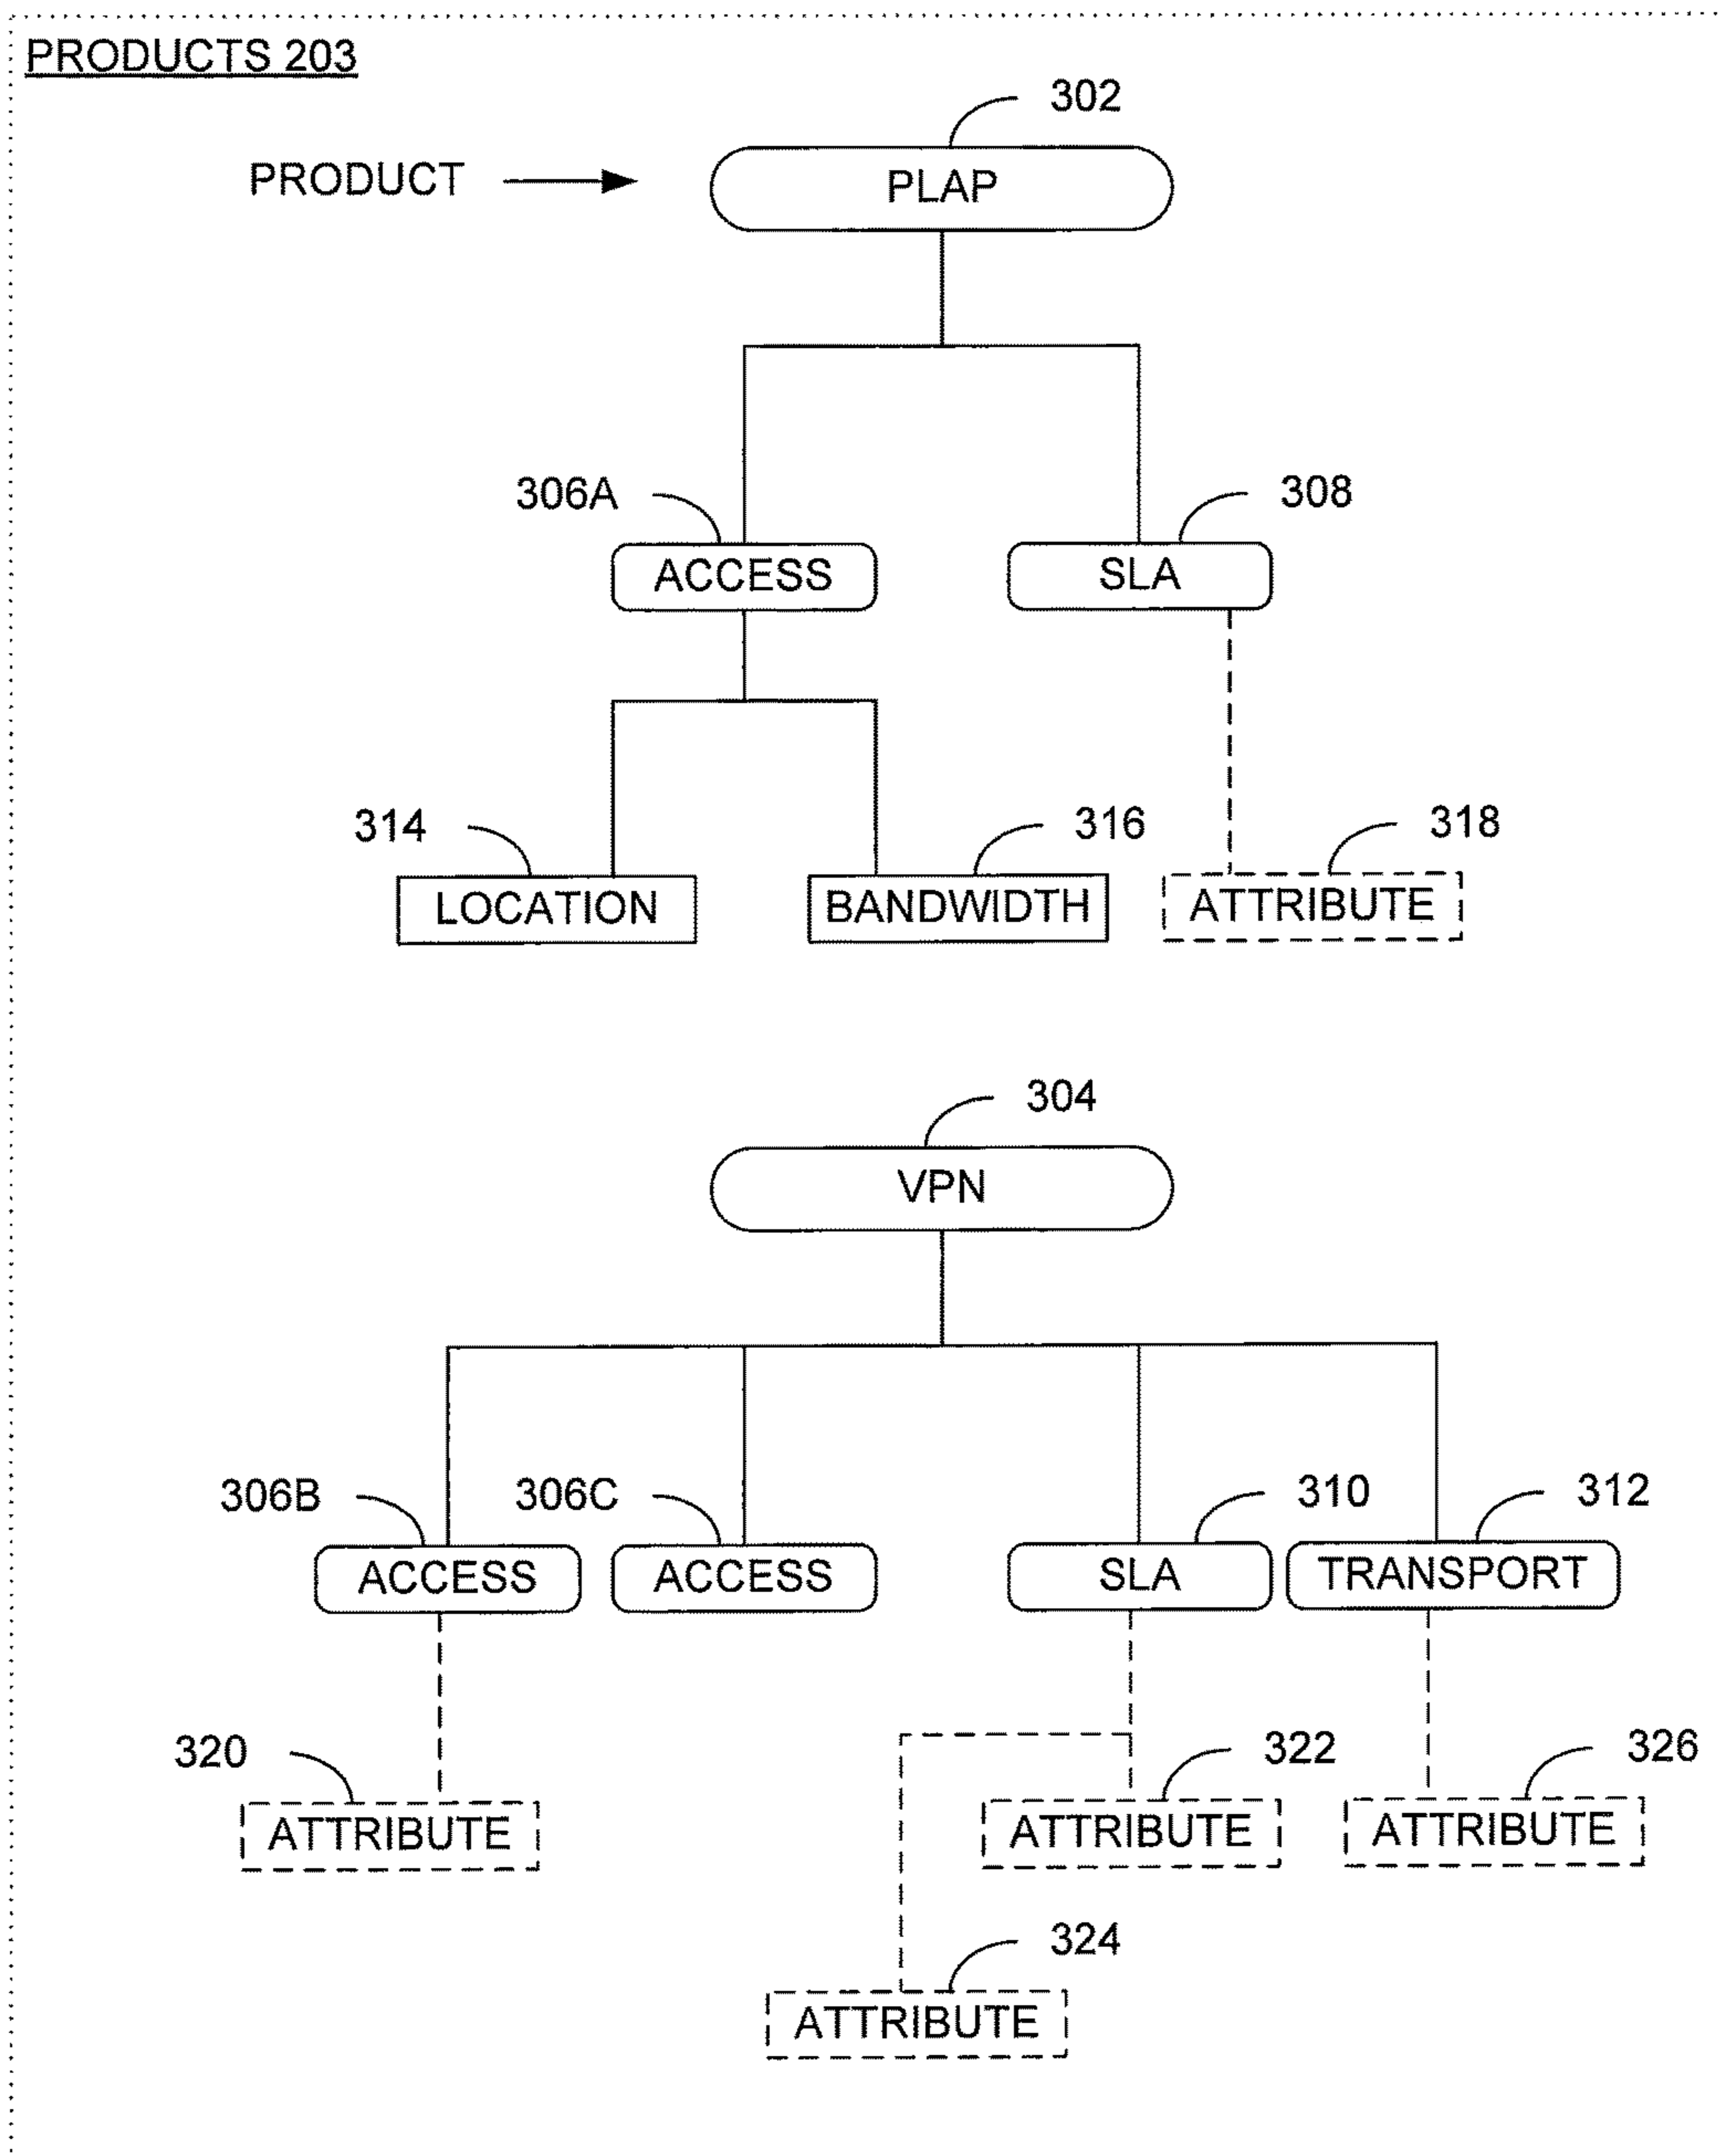 PRODUCTS 203
302
PRODUCT
PLAP
306A
308
ACCESS
SLA
314
316
318
LOCATION
BANDWIDTH
ATTRIBUTE
304
VPN
306B
306C
310
312
ACCESS
ACCESS
SLA
TRANSPORT
320
322
326
ATTRIBUTE
ATTRIBUTE
ATTRIBUTE
324
ATTRIBUTE